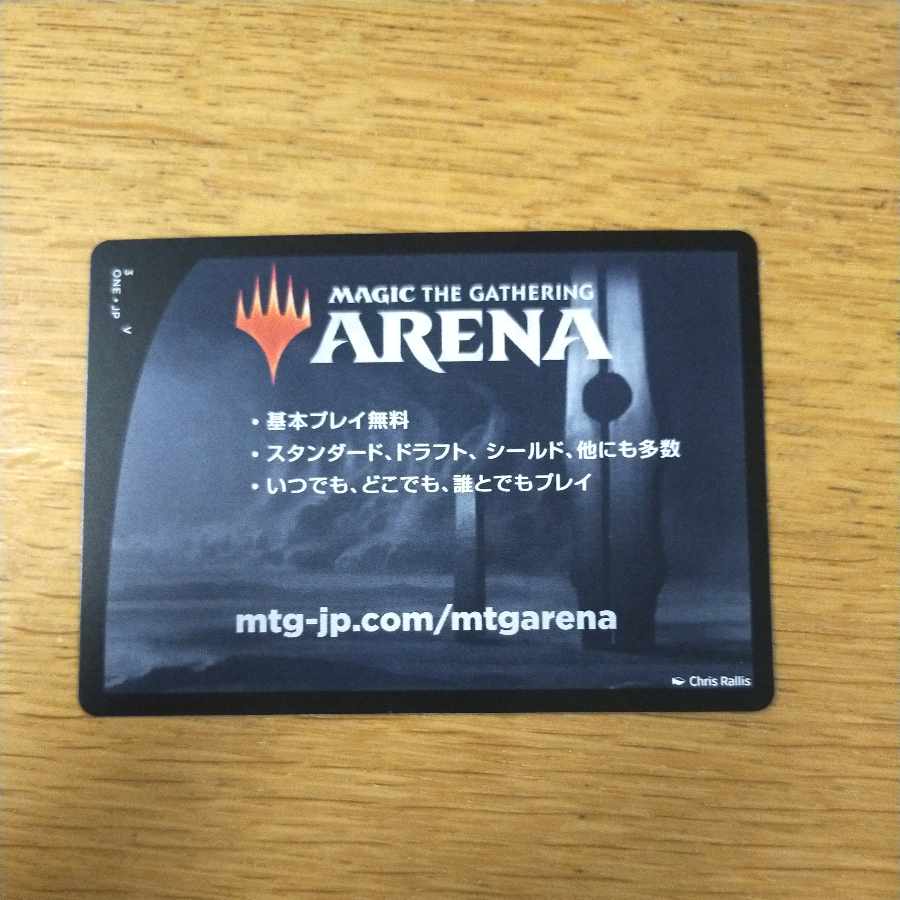 3 V
ONE • JP
MAGIC THE GATHERING
ARENA
• 基本プレイ無料
• スタンダード、ドラフト、シールド、他にも多数
• いつでも、どこでも、誰とでもプレイ
mtg-jp.com/mtgarena
Chris Rallis